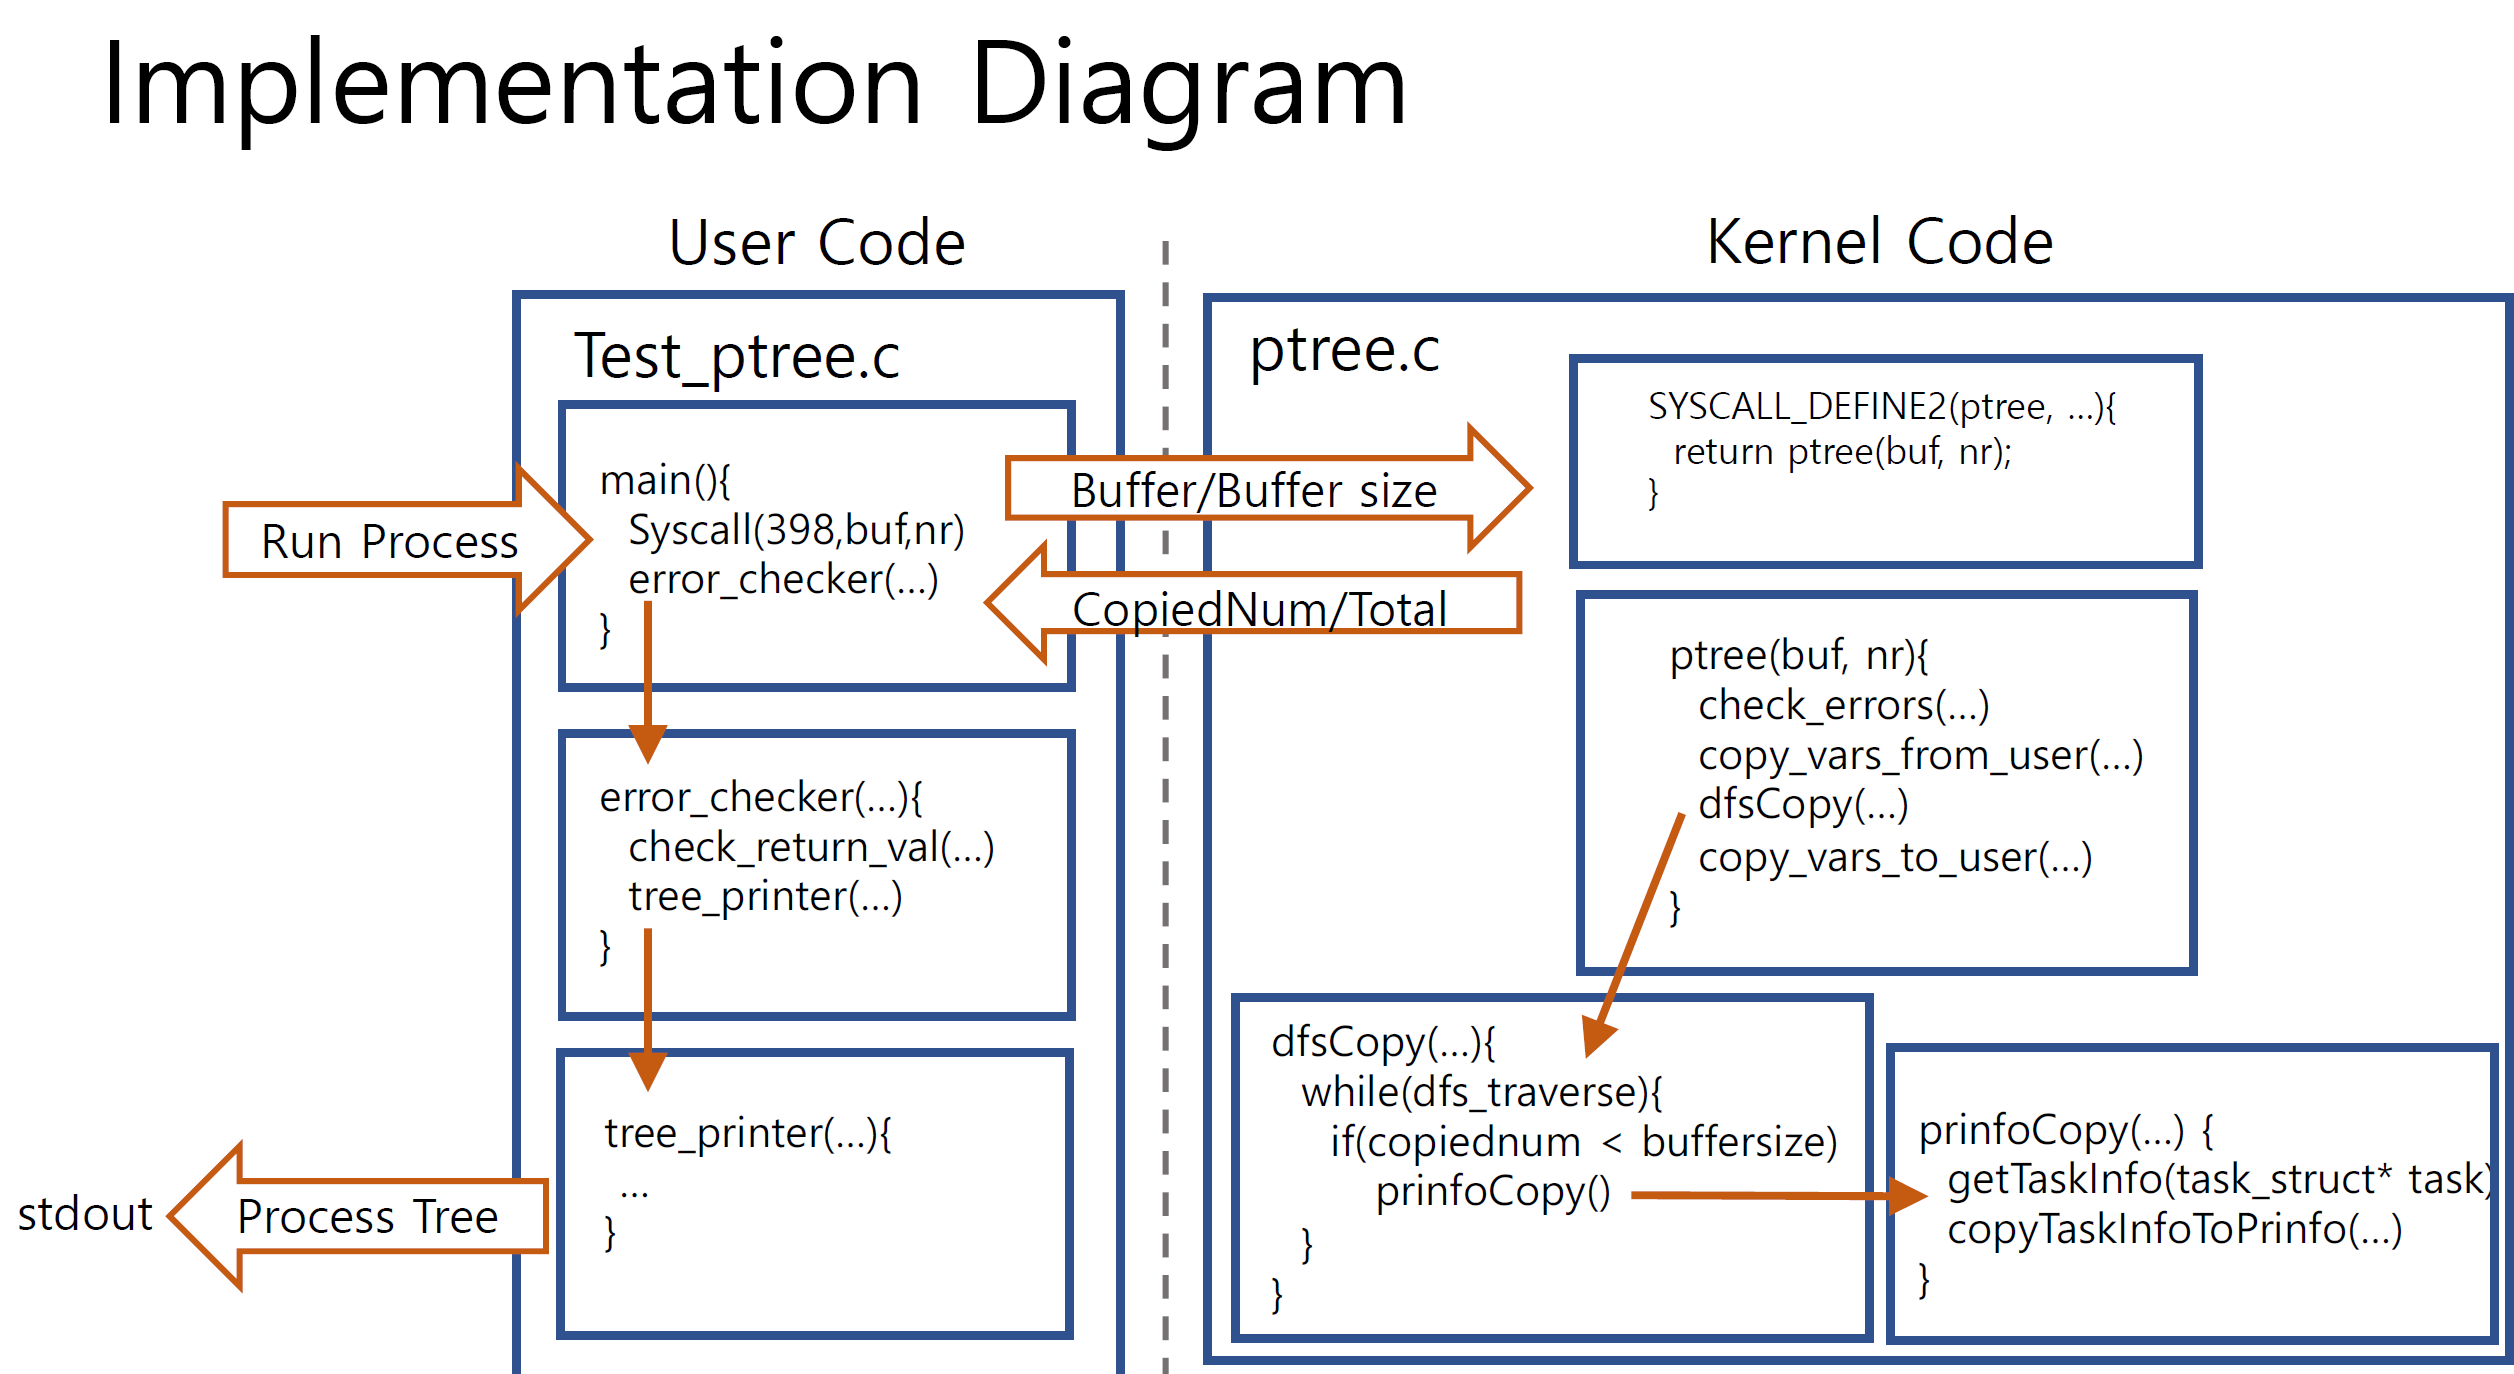 Implementation Diagram
User Code
Kernel Code
Test_ptree.c
main(){
Syscall(398,buf,nr)
error_checker(...)
}
Run Process
Buffer/Buffer size
CopiedNum/Total
error_checker(...){
check_return_val(...)
tree_printer(...)
}
tree_printer(...){
...
}
Process Tree
stdout
ptree.c
SYSCALL_DEFINE2(ptree, ...){
return ptree(buf, nr);
}
ptree(buf, nr){
check_errors(...)
copy_vars_from_user(...)
dfsCopy(...)
copy_vars_to_user(...)
}
dfsCopy(...){
while(dfs_traverse){
if(copiednum < buffersize)
prinfoCopy()
}
}
prinfoCopy(...) {
getTaskInfo(task_struct* task)
copyTaskInfoToPrinfo(...)
}